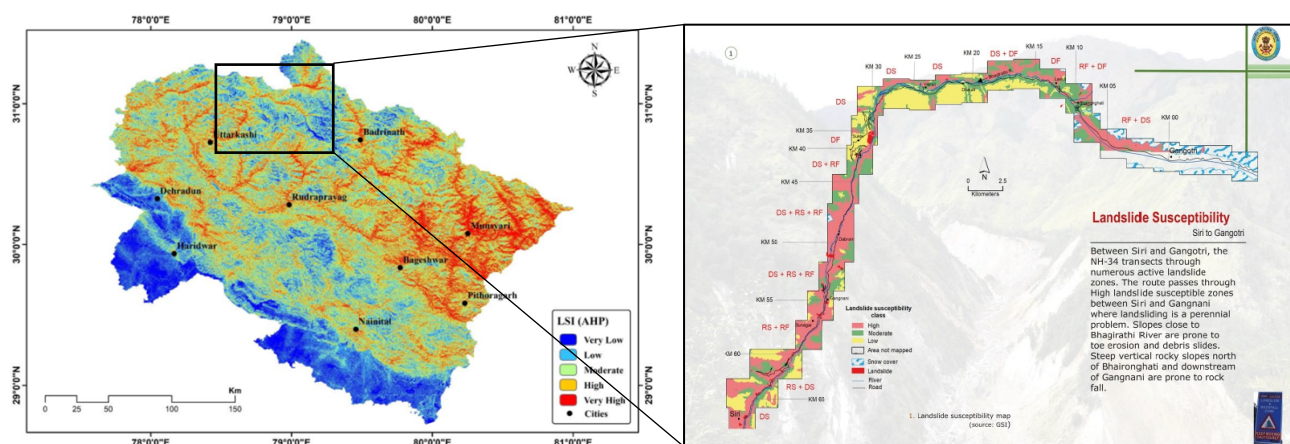 78°0'0"E
79°0'0"E
80°0'0"E
81°0'0"E
N
W
E
S
31°0'0"N
30°0'0"N
29°0'0"N
31°0'0"N
30°0'0"N
29°0'0"N
Uttarkashi
Badrinath
Dehradun
Rudraprayag
Munsyari
Haridwar
Bageshwar
Pithoragarh
Nainital
LSI (AHP)
Very Low
Low
Moderate
High
Very High
Cities
Km
0 25 50 100 150
78°0'0"E
79°0'0"E
80°0'0"E
81°0'0"E
1
KM 30
KM 25
KM 20
KM 15
KM 10
KM 05
KM 00
DS
DS
DS + DF
DF
RF + DF
RF + DS
Gangotri
DS
KM 35
DF
KM 40
DS + RF
KM 45
DS + RS + RF
KM 50
DS + RS + RF
KM 55
Gangnani
RS + RF
KM 60
RS + DS
KM 65
Siri
DS
N
0 2.5
Kilometers
Landslide susceptibility
class
High
Moderate
Low
Area not mapped
Snow cover
Landslide
River
Road
1. Landslide susceptibility map
(source: GSI)
Landslide Susceptibility
Siri to Gangotri
Between Siri and Gangotri, the
NH-34 transects through
numerous active landslide
zones. The route passes through
High landslide susceptible zones
between Siri and Gangnani
where landsliding is a perennial
problem. Slopes close to
Bhagirathi River are prone to
toe erosion and debris slides.
Steep vertical rocky slopes north
of Bhaironghati and downstream
of Gangnani are prone to rock
fall.